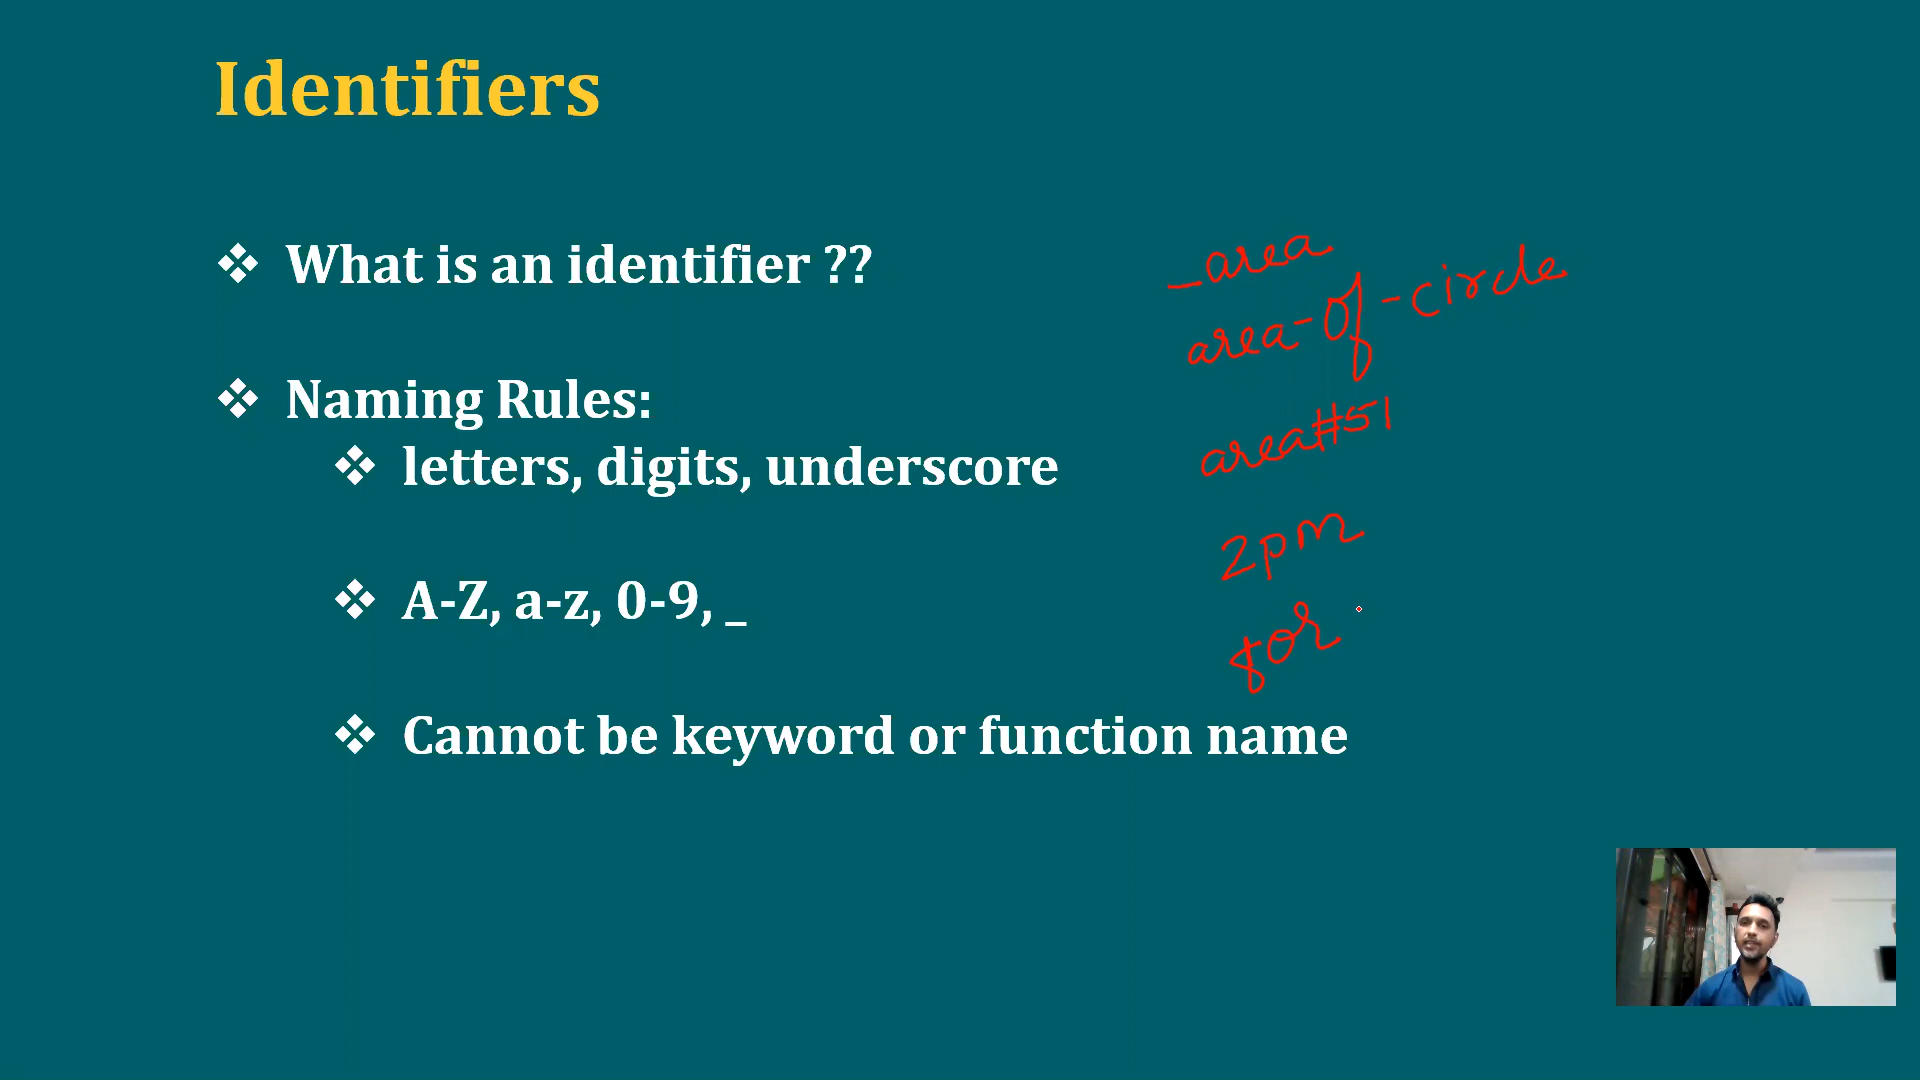 Identifiers
What is an identifier ??
_area
area-of-circle
Naming Rules:
area#51
letters, digits, underscore
2pm
A-Z, a-z, 0-9, _
for
Cannot be keyword or function name